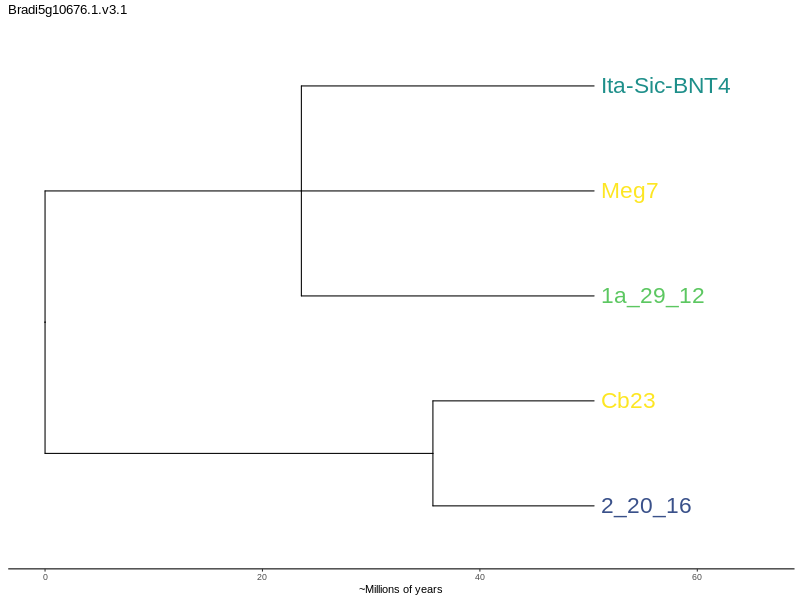 Bradi5g10676.1.v3.1
Ita-Sic-BNT4
Meg7
1a_29_12
Cb23
2_20_16
0 20 40 60
~Millions of years